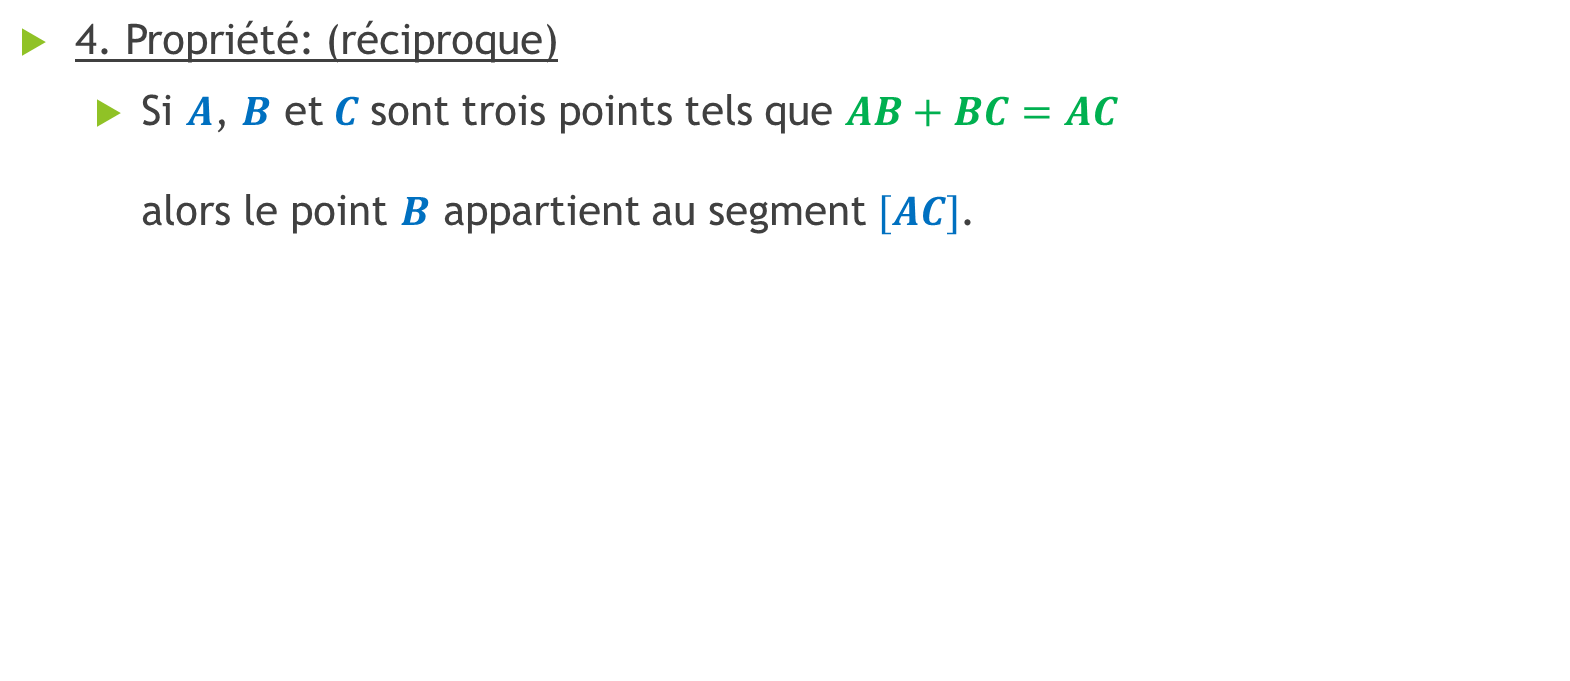 4. Propriété: (réciproque)
Si A, B et C sont trois points tels que AB + BC = AC
alors le point B appartient au segment [AC].